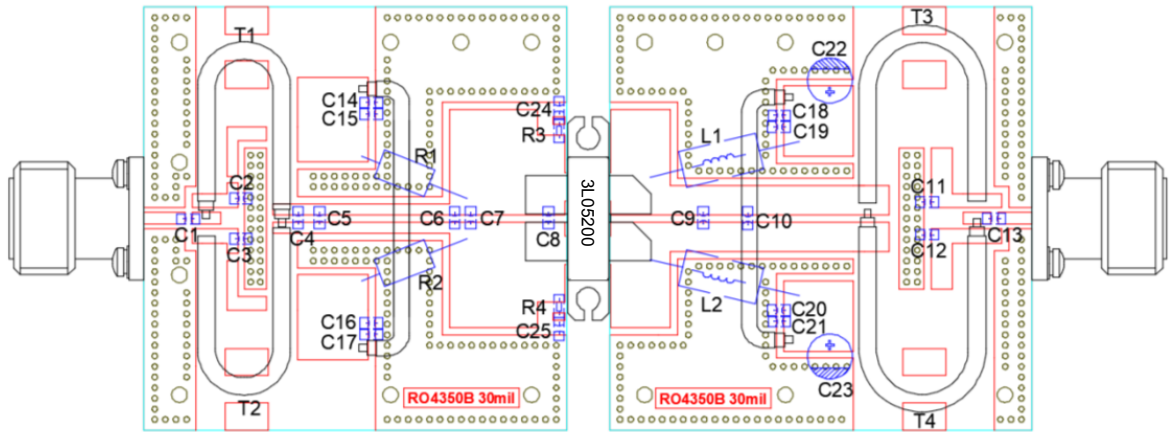 T1
T3
C22
C14
C15
C24
R3
C18
C19
L1
R1
C2
C11
C1
C4
C5
C6
C7
C8
3L05200
C9
C10
C13
C3
C12
R2
L2
R4
C25
C16
C17
C20
C21
C23
RO4350B 30mil
RO4350B 30mil
T2
T4